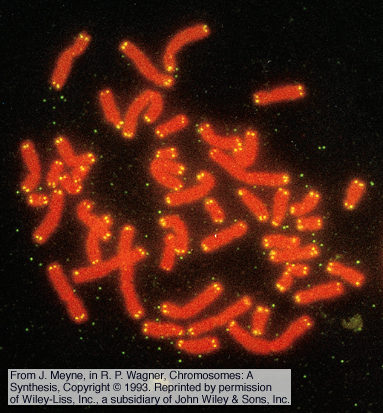 From J. Meyne, in R. P. Wagner, Chromosomes: A
Synthesis, Copyright © 1993. Reprinted by permission
of Wiley-Liss, Inc., a subsidiary of John Wiley & Sons, Inc.